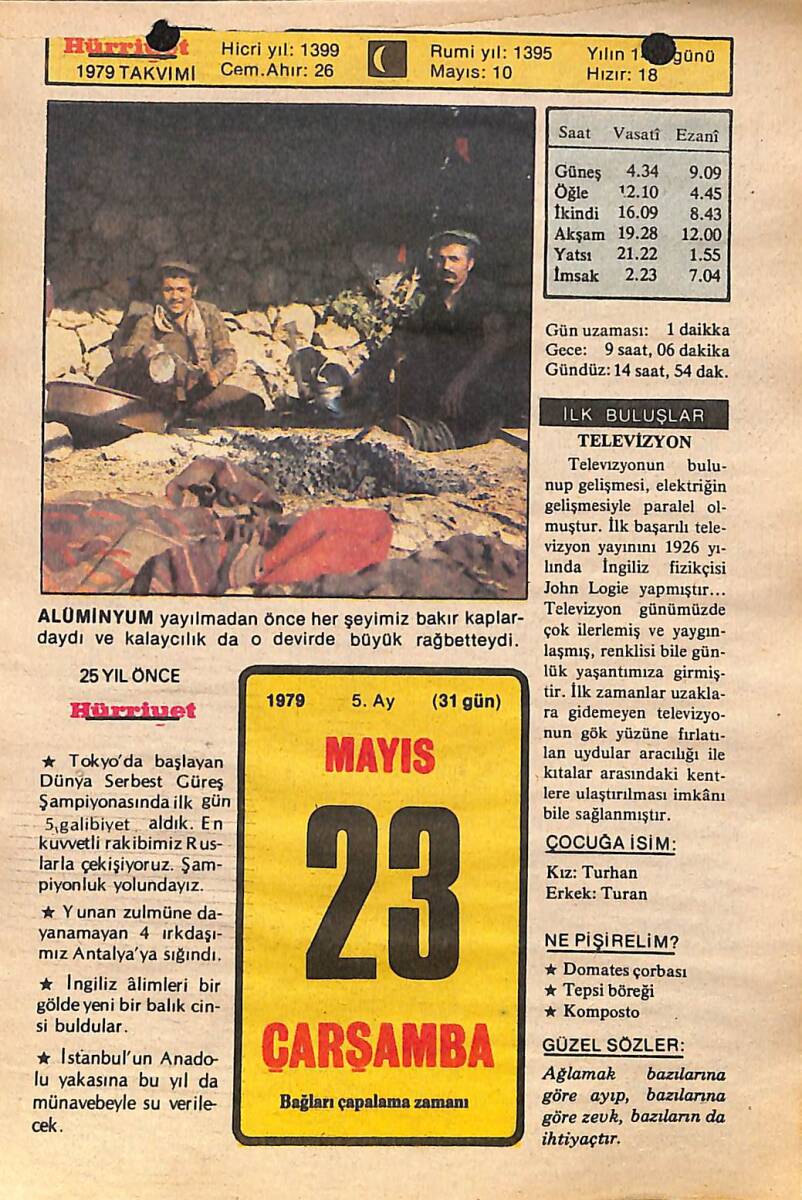 Hürriyet
1979 TAKVİMİ
Hicri yıl: 1399
Cem.Ahır: 26
Rumi yıl: 1395
Mayıs: 10
Yılın günü
Hızır: 18
Saat Vasatî Ezanî
Güneş 4.34 9.09
Öğle 12.10 4.45
İkindi 16.09 8.43
Akşam 19.28 12.00
Yatsı 21.22 1.55
İmsak 2.23 7.04
Gün uzaması: 1 daikka
Gece: 9 saat, 06 dakika
Gündüz: 14 saat, 54 dak.
ALÜMİNYUM yayılmadan önce her şeyimiz bakır kaplar-
daydı ve kalaycılık da o devirde büyük rağbetteydi.
25 YIL ÖNCE
Hürriyet
★ Tokyo'da başlayan
Dünya Serbest Güreş
Şampiyonasında ilk gün
5 galibiyet aldık. En
kuvvetli rakibimiz Rus-
larla çekişiyoruz. Şam-
piyonluk yolundayız.
★ Yunan zulmüne da-
yanamayan 4 ırkdaşı-
mız Antalya'ya sığındı.
★ İngiliz âlimleri bir
gölde yeni bir balık cin-
si buldular.
★ İstanbul'un Anado-
lu yakasına bu yıl da
münavebeyle su verile-
cek.
1979 5. Ay (31 gün)
MAYIS
23
ÇARŞAMBA
Bağları çapalama zamanı
İLK BULUŞLAR
TELEVİZYON
Televızyonun bulu-
nup gelişmesi, elektriğin
gelişmesiyle paralel ol-
muştur. İlk başarılı tele-
vizyon yayınını 1926 yı-
lında İngiliz fizikçisi
John Logie yapmıştır...
Televizyon günümüzde
çok ilerlemiş ve yaygın-
laşmış, renklisi bile gün-
lük yaşantımıza girmiş-
tir. İlk zamanlar uzakla-
ra gidemeyen televizyo-
nun gök yüzüne fırlatı-
lan uydular aracılığı ile
kıtalar arasındaki kent-
lere ulaştırılması imkânı
bile sağlanmıştır.
ÇOCUĞA İSİM:
Kız: Turhan
Erkek: Turan
NE PİŞİRELİM?
★ Domates çorbası
★ Tepsi böreği
★ Komposto
GÜZEL SÖZLER:
Ağlamak bazılarına
göre ayıp, bazılarına
göre zevk, bazıların da
ihtiyaçtır.